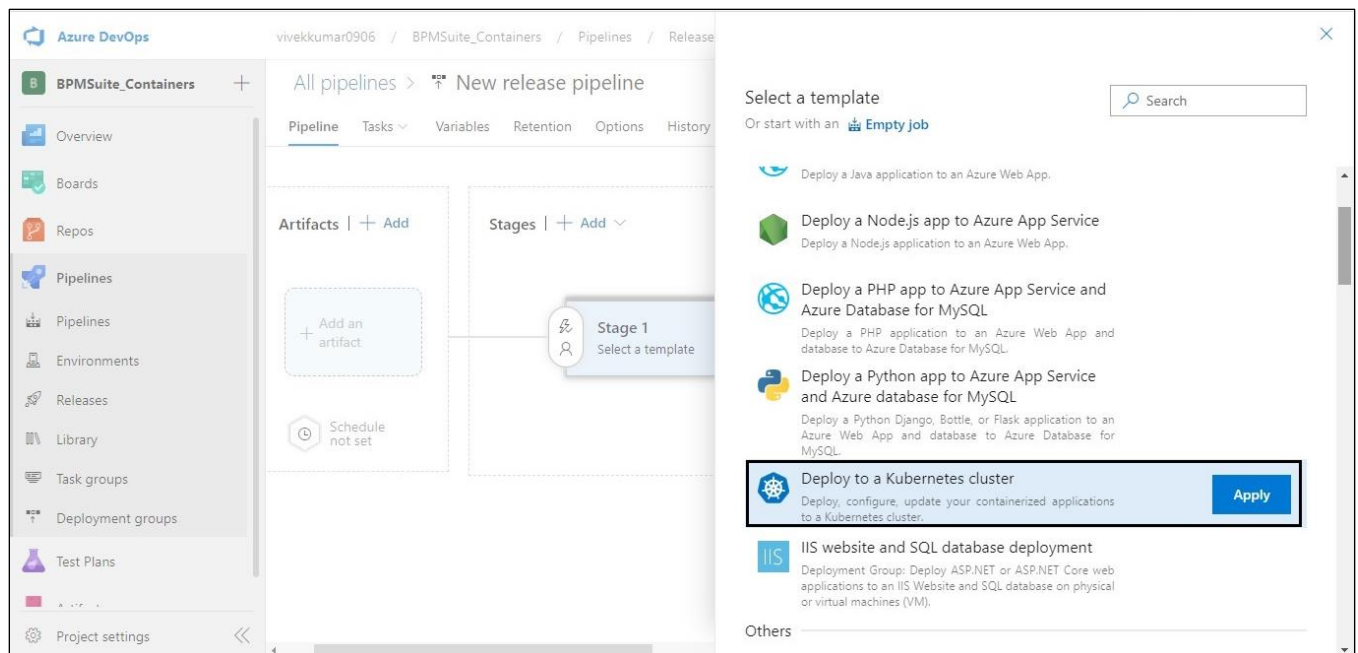 Azure DevOps
vivekkumar0906 / BPMSuite_Containers / Pipelines / Release
B BPMSuite_Containers
All pipelines > New release pipeline
Pipeline Tasks Variables Retention Options History
Overview
Boards
Repos
Pipelines
Pipelines
Environments
Releases
Library
Task groups
Deployment groups
Test Plans
Project settings
Artifacts | + Add
Stages | + Add
+ Add an
artifact
Schedule
not set
Stage 1
Select a template
Select a template
Search
Or start with an Empty job
Deploy a Java application to an Azure Web App.
Deploy a Node.js app to Azure App Service
Deploy a Node.js application to an Azure Web App.
Deploy a PHP app to Azure App Service and
Azure Database for MySQL
Deploy a PHP application to an Azure Web App and
database to Azure Database for MySQL.
Deploy a Python app to Azure App Service
and Azure database for MySQL
Deploy a Python Django, Bottle, or Flask application to an
Azure Web App and database to Azure Database for
MySQL.
Deploy to a Kubernetes cluster
Deploy, configure, update your containerized applications
to a Kubernetes cluster.
Apply
IIS
IIS website and SQL database deployment
Deployment Group: Deploy ASP.NET or ASP.NET Core web
applications to an IIS Website and SQL database on physical
or virtual machines (VM).
Others